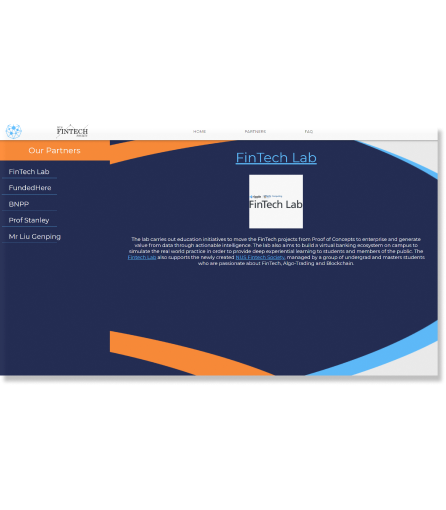 FINTECH
HOME
PARTNERS
FAQ
Our Partners
FinTech Lab
FundedHere
BNPP
Prof Stanley
Mr Liu Genping
FinTech Lab
FinTech Lab
The lab carries out education initiatives to move the FinTech projects from Proof of Concepts to enterprise and generate
value from data through actionable intelligence. The lab also aims to build a virtual banking ecosystem on campus to
simulate the real world practice in order to provide deep experiential learning to students and members of the public. The
Fintech Lab also supports the newly created NUS Fintech Society, managed by a group of undergrad and masters students
who are passionate about FinTech, Algo-Trading and Blockchain.